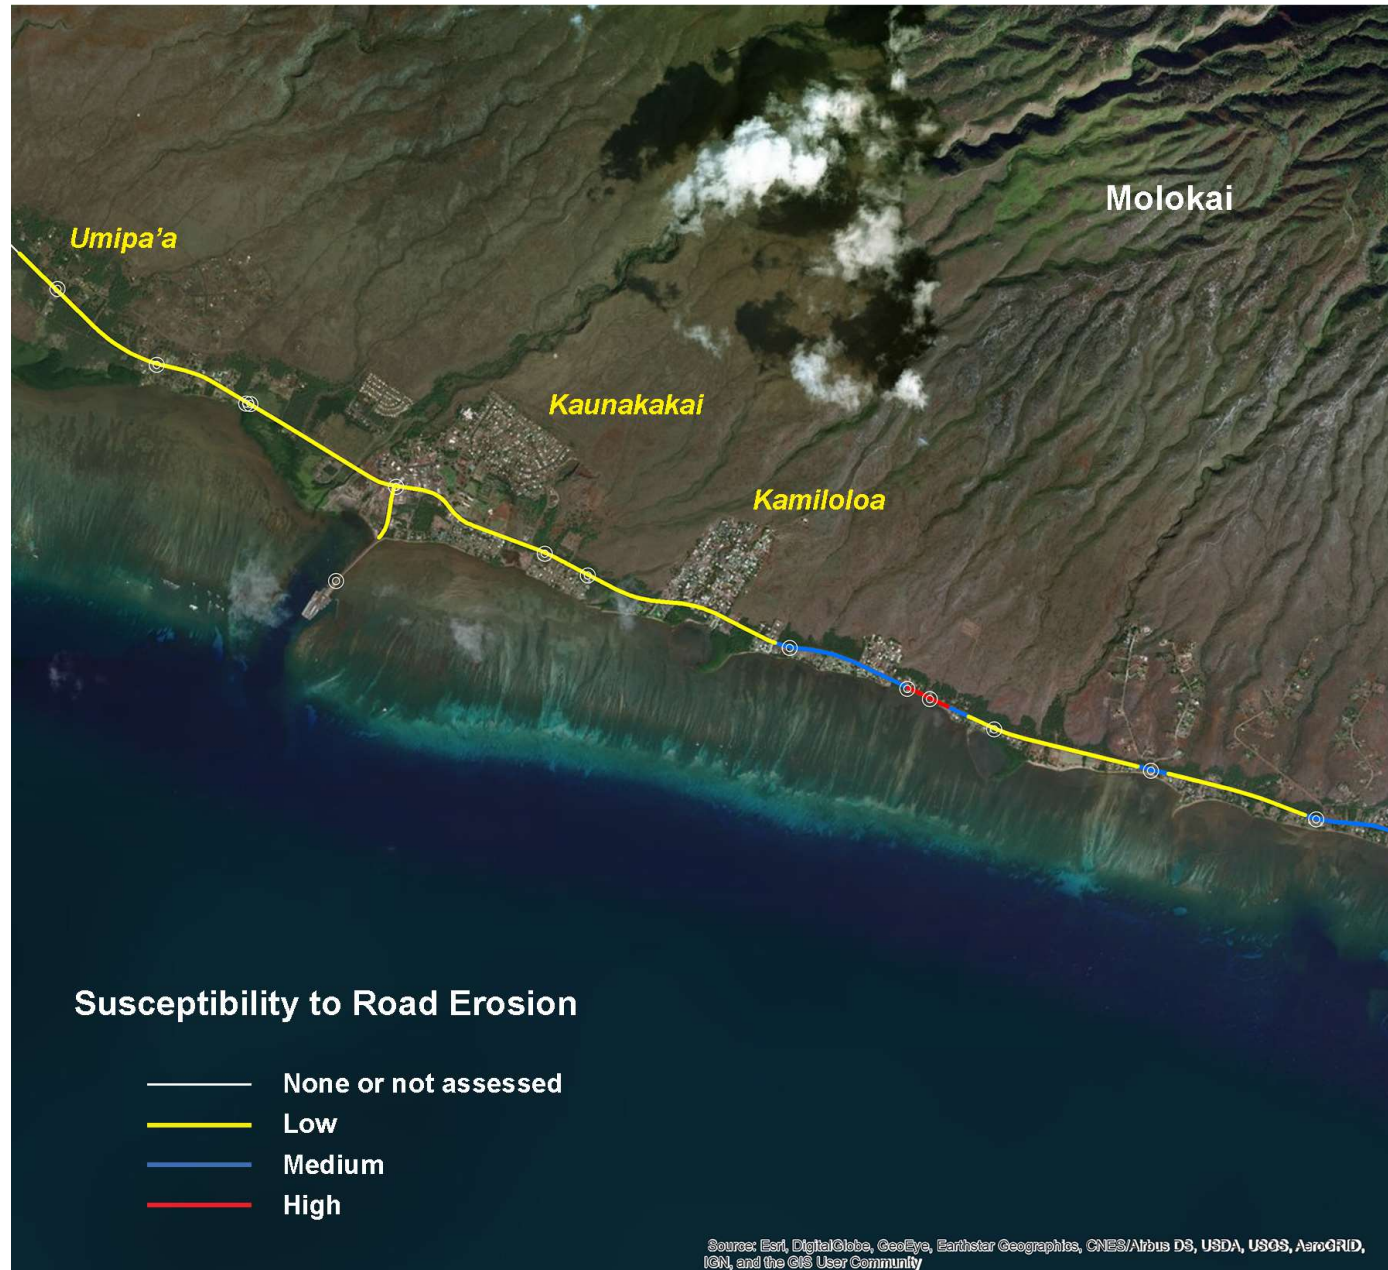 Molokai
Umipa’a
Kaunakakai
Kamiloloa
Susceptibility to Road Erosion
None or not assessed
Low
Medium
High
Source: Esri, DigitalGlobe, GeoEye, Earthstar Geographics, CNES/Airbus DS, USDA, USGS, AeroGRID,
IGN, and the GIS User Community